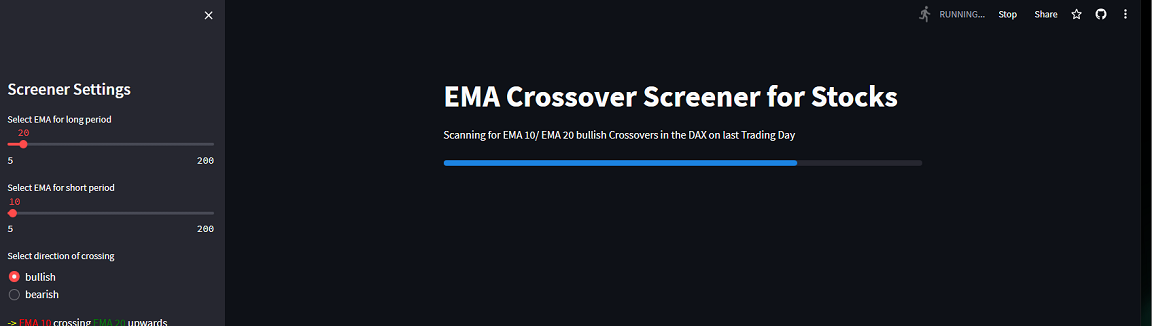 RUNNING...
Stop
Share
Screener Settings
Select EMA for long period
20
5
200
Select EMA for short period
10
5
200
Select direction of crossing
bullish
bearish
-> EMA 10 crossing EMA 20 upwards
EMA Crossover Screener for Stocks
Scanning for EMA 10/ EMA 20 bullish Crossovers in the DAX on last Trading Day